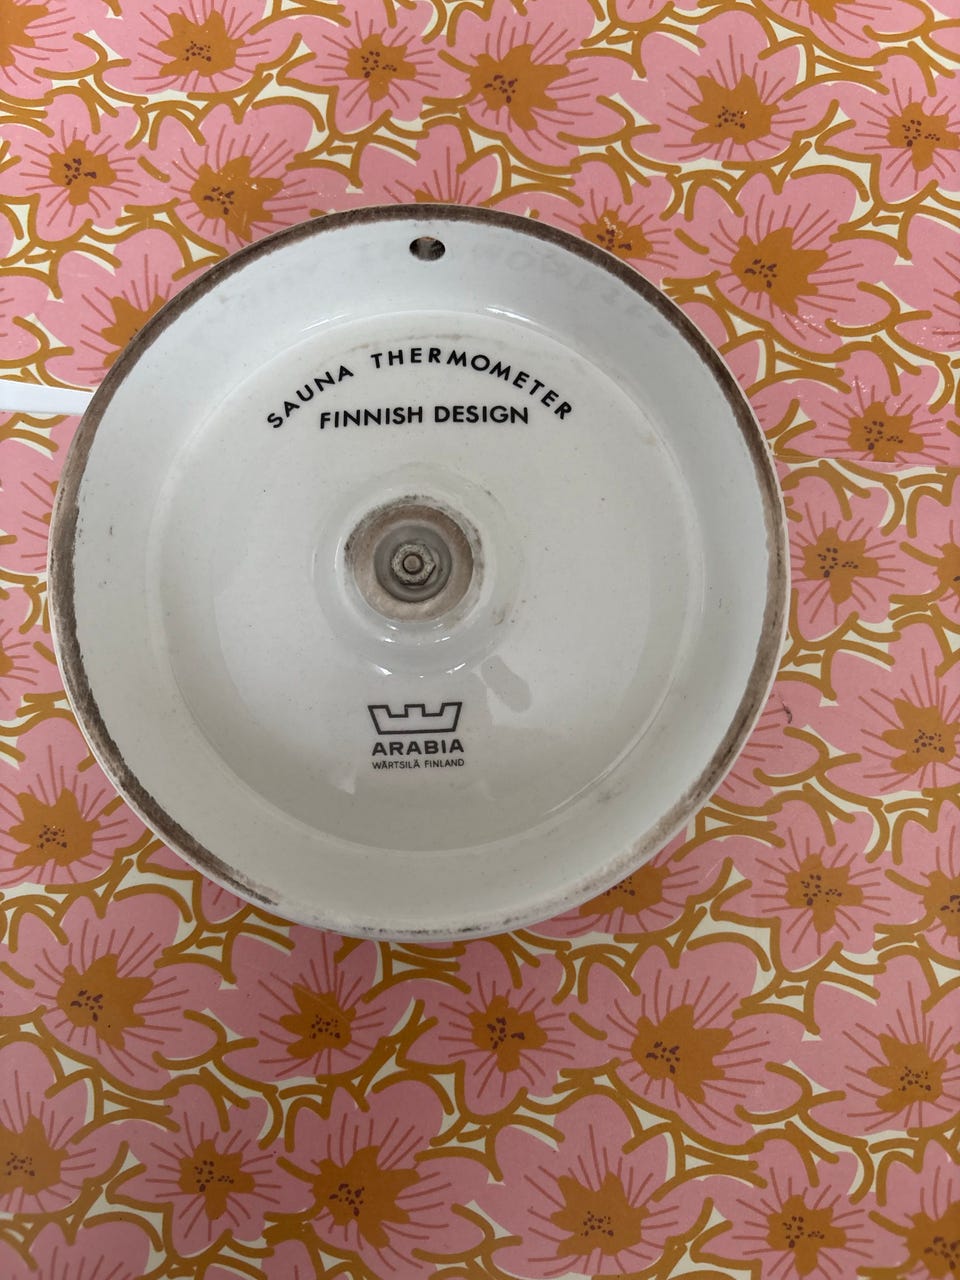 SAUNA THERMOMETER
FINNISH DESIGN
ARABIA
WÄRTSILÄ FINLAND